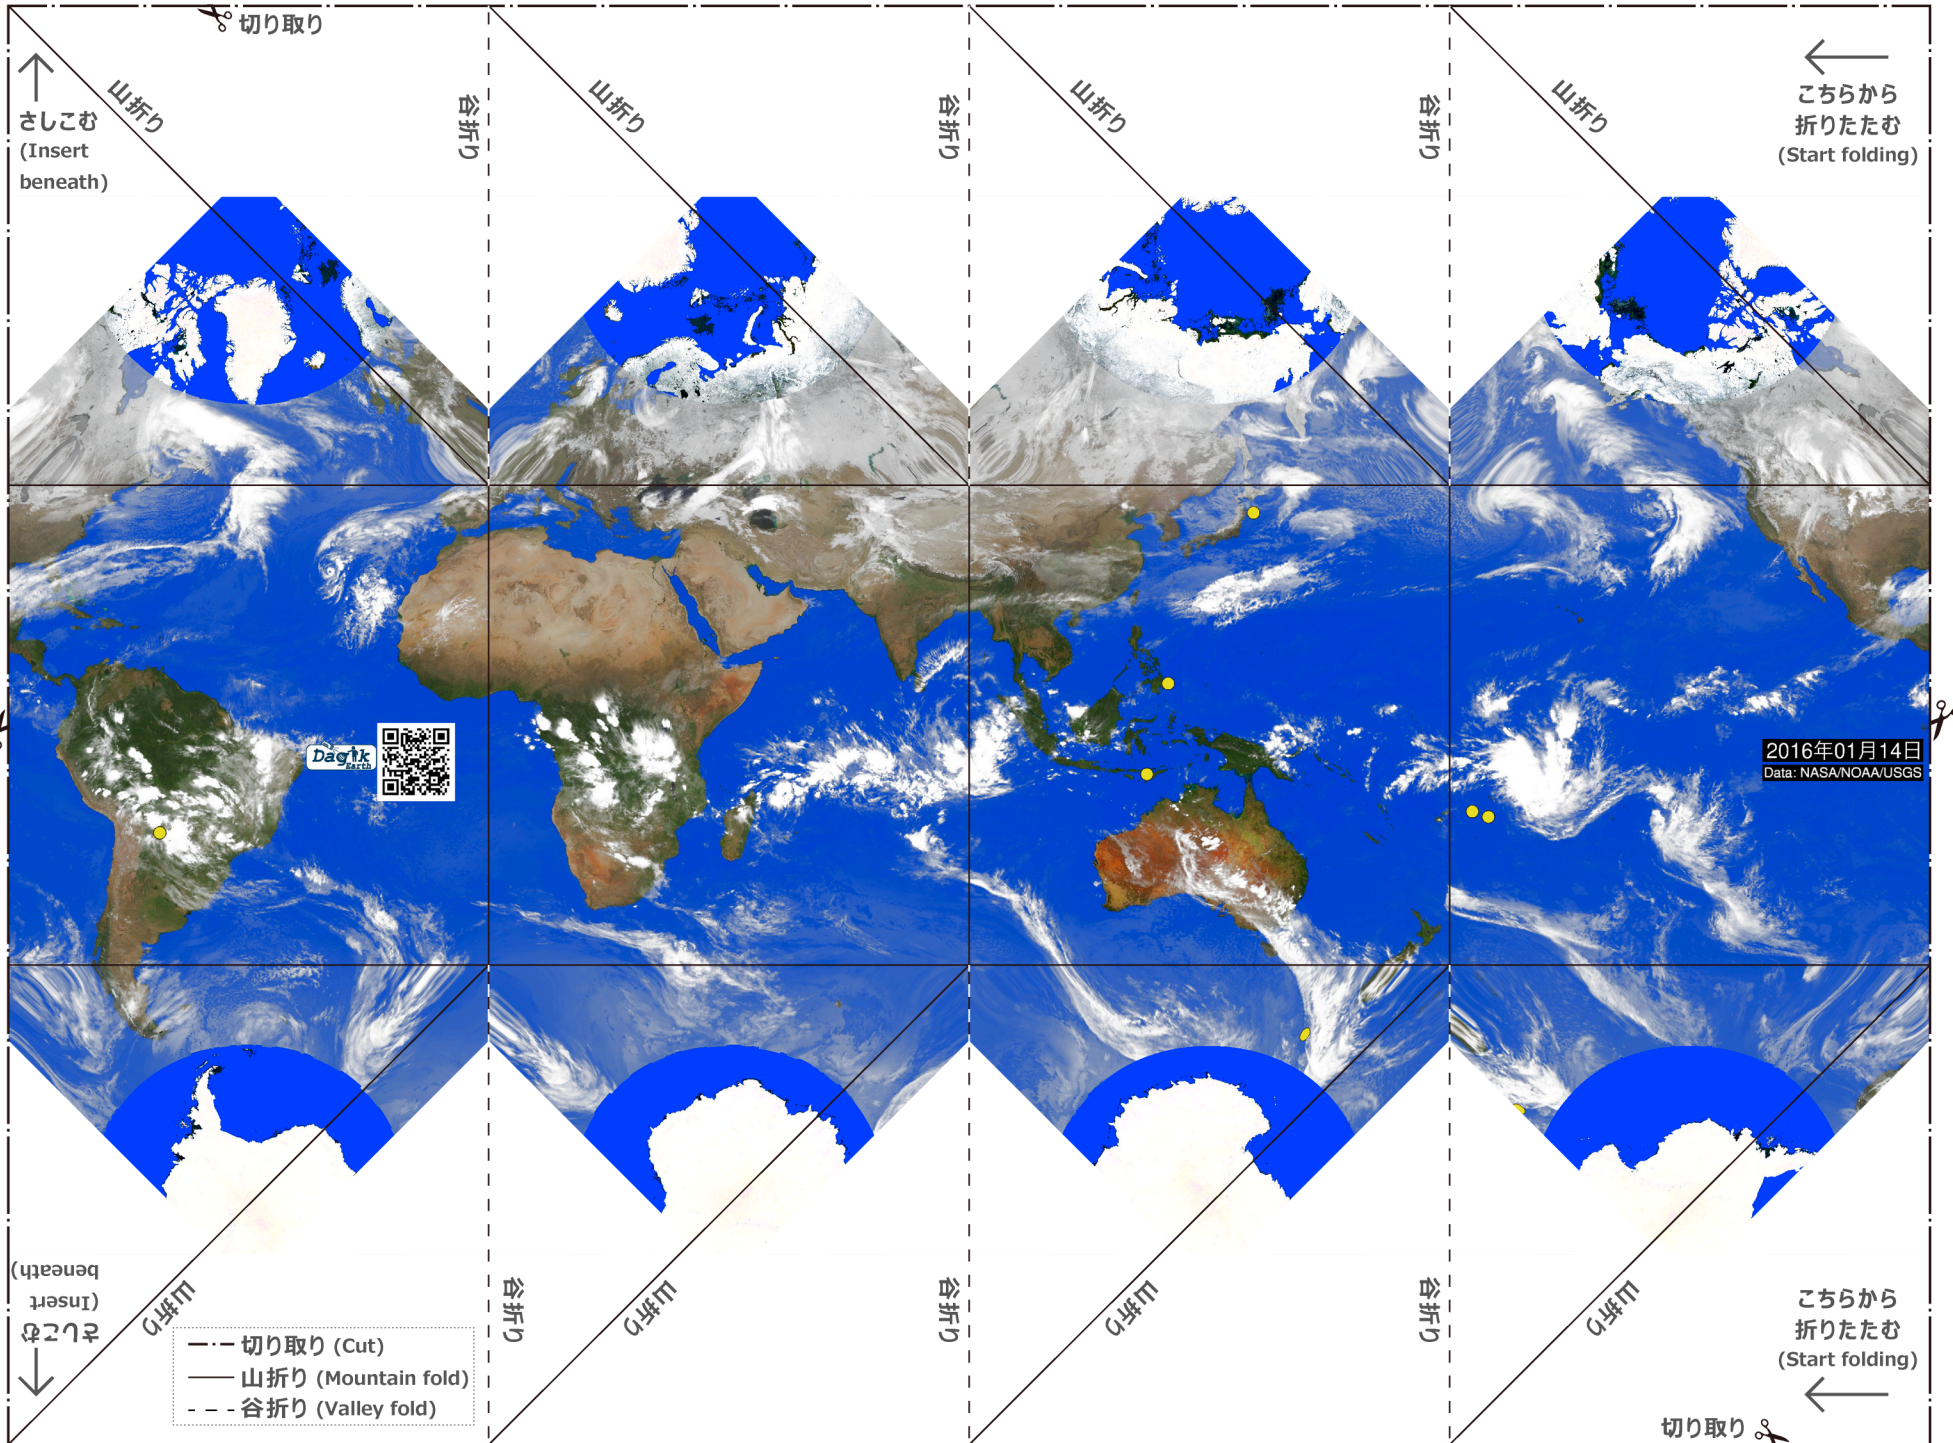 切り取り
さしこむ
(Insert
beneath)
山折り
谷折り
山折り
谷折り
山折り
谷折り
山折り
こちらから
折りたたむ
(Start folding)
Dagik
Earth
2016年01月14日
Data: NASA/NOAA/USGS
さしこむ
(Insert
beneath)
山折り
谷折り
山折り
谷折り
山折り
谷折り
山折り
こちらから
折りたたむ
(Start folding)
切り取り (Cut)
山折り (Mountain fold)
谷折り (Valley fold)
切り取り